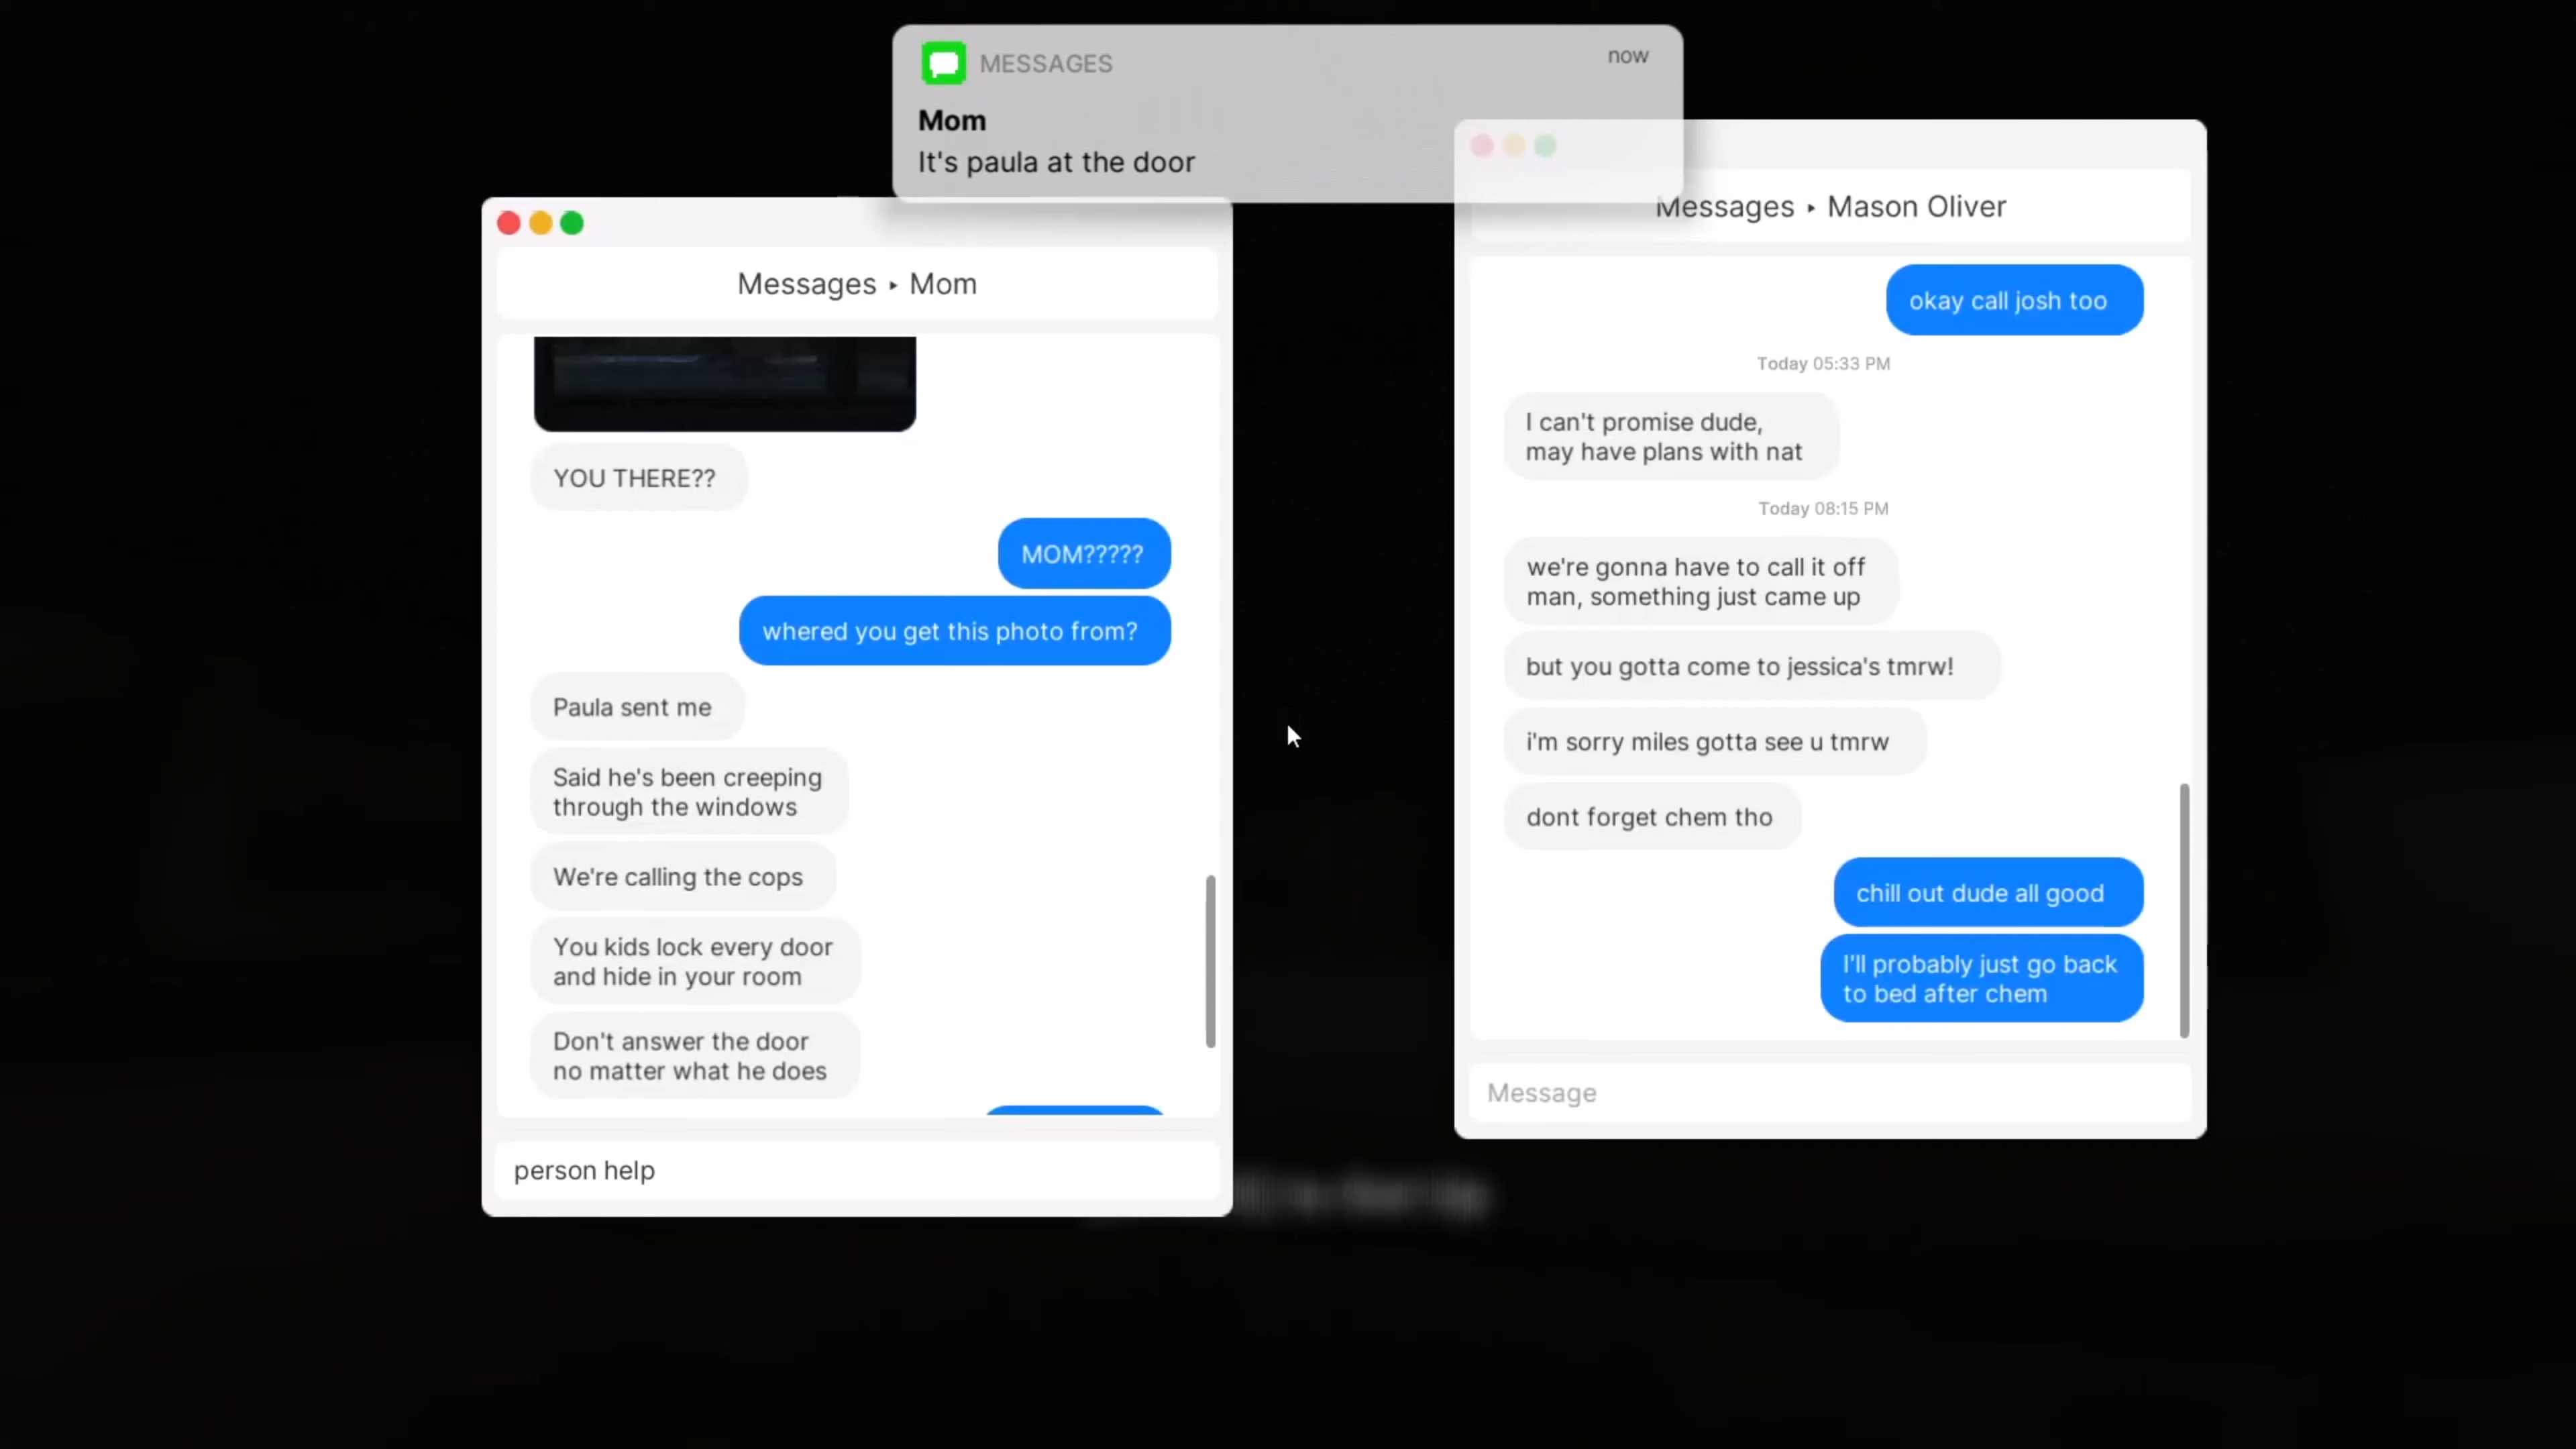 MESSAGES
now
Mom
It's paula at the door
Messages ▸ Mom
YOU THERE??
MOM?????
whered you get this photo from?
Paula sent me
Said he's been creeping
through the windows
We're calling the cops
You kids lock every door
and hide in your room
Don't answer the door
no matter what he does
person help
Messages ▸ Mason Oliver
okay call josh too
Today 05:33 PM
I can't promise dude,
may have plans with nat
Today 08:15 PM
we're gonna have to call it off
man, something just came up
but you gotta come to jessica's tmrw!
i'm sorry miles gotta see u tmrw
dont forget chem tho
chill out dude all good
I'll probably just go back
to bed after chem
Message